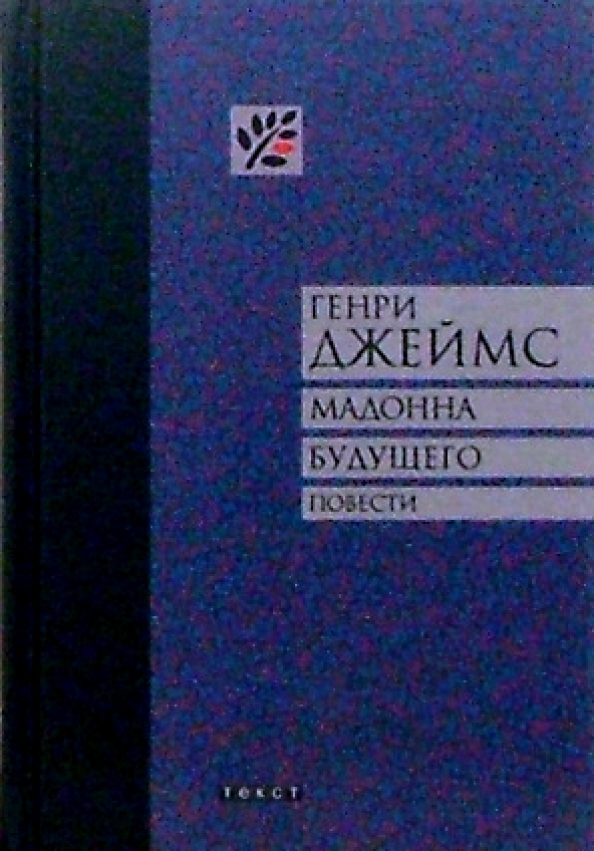 ГЕНРИ
ДЖЕЙМС
МАДОННА
БУДУЩЕГО
ПОВЕСТИ
текст